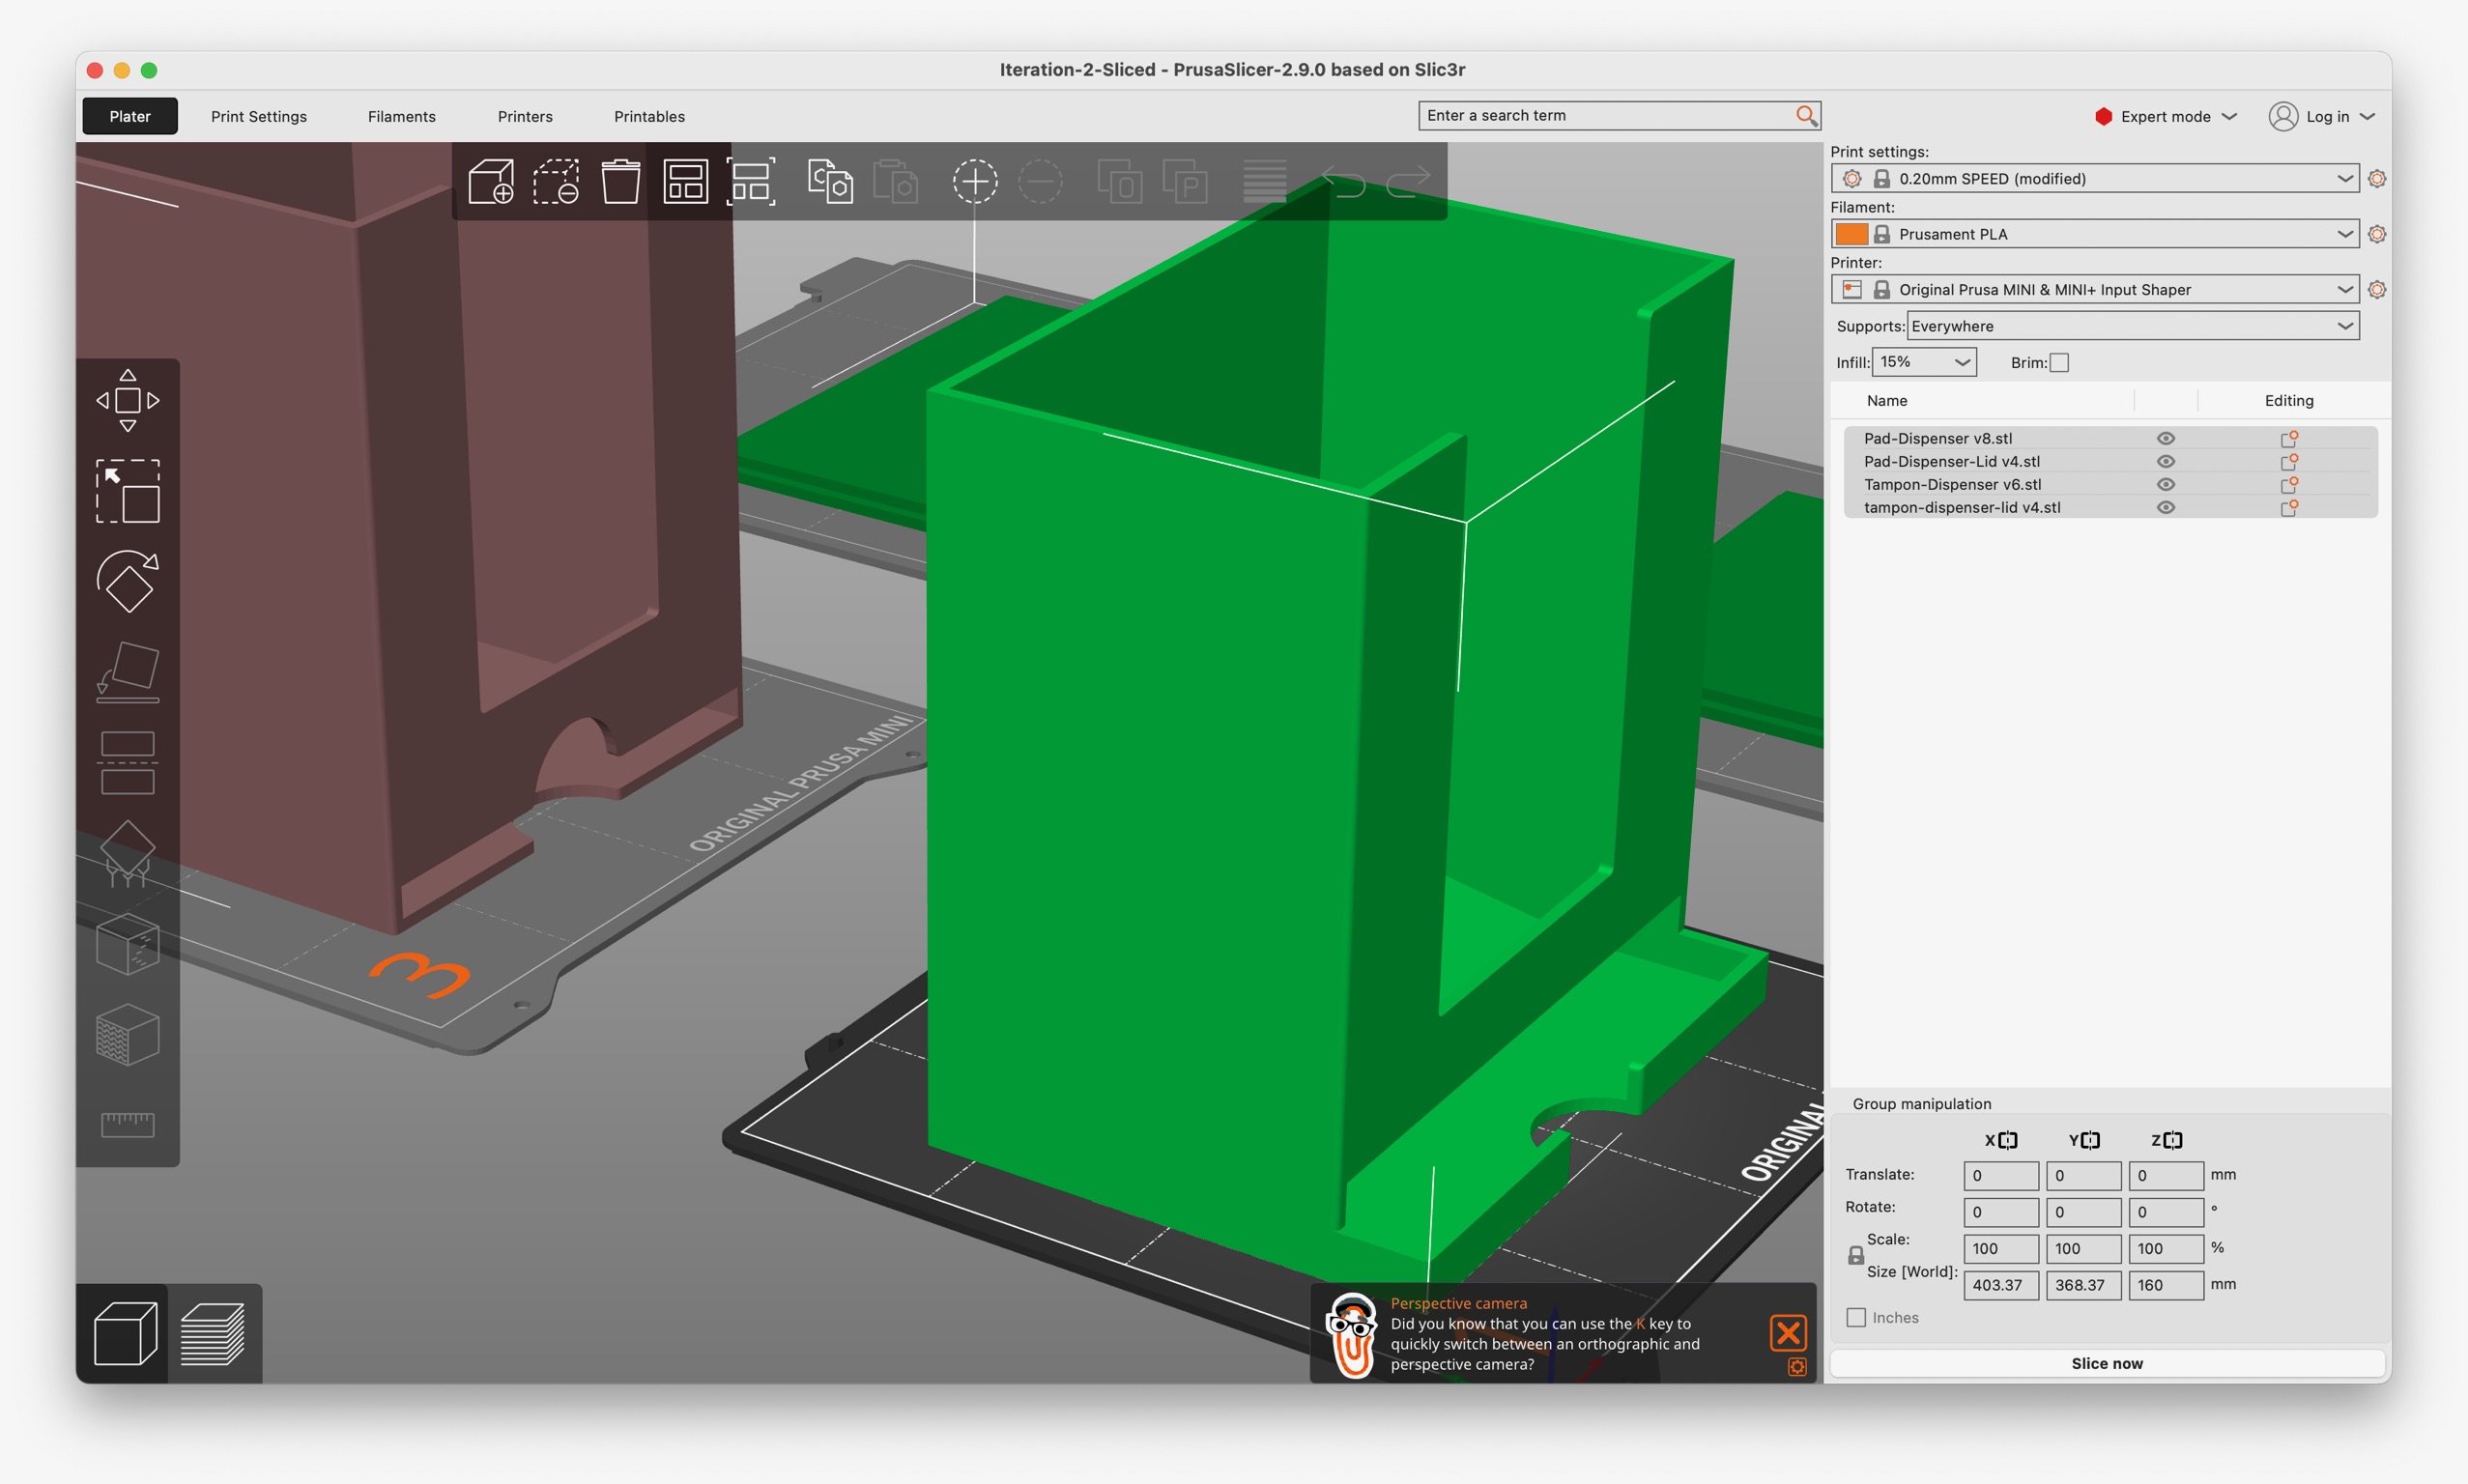 Iteration-2-Sliced - PrusaSlicer-2.9.0 based on Slic3r
Plater
Print Settings
Filaments
Printers
Printables
Enter a search term
Expert mode
Log in
Print settings:
0.20mm SPEED (modified)
Filament:
Prusament PLA
Printer:
Original Prusa MINI & MINI+ Input Shaper
Supports: Everywhere
Infill: 15% Brim:
Name Editing
Pad-Dispenser v8.stl
Pad-Dispenser-Lid v4.stl
Tampon-Dispenser v6.stl
tampon-dispenser-lid v4.stl
ORIGINAL PRUSA MINI
3
ORIGINAL
Group manipulation
X Y Z
Translate: 0 0 0 mm
Rotate: 0 0 0 °
Scale: 100 100 100 %
Size [World]: 403.37 368.37 160 mm
Inches
Slice now
Perspective camera
Did you know that you can use the K key to
quickly switch between an orthographic and
perspective camera?